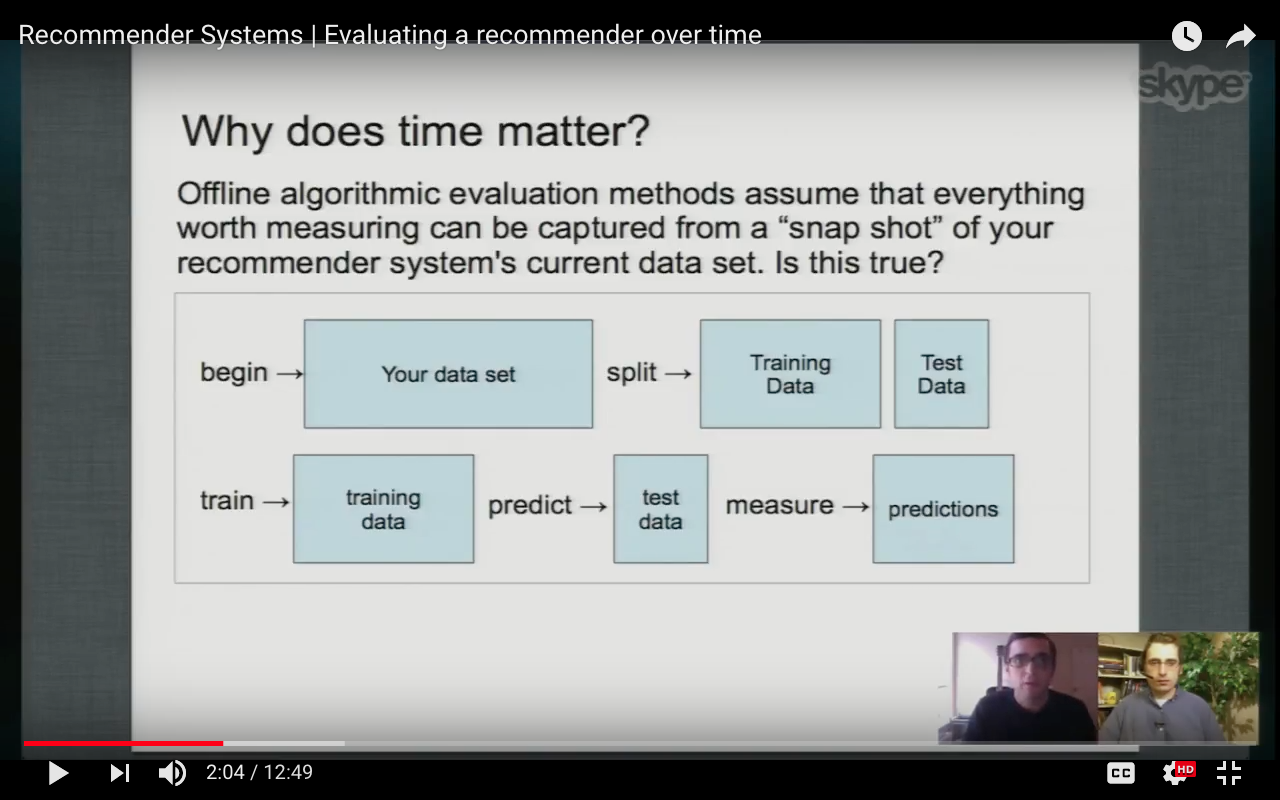 Recommender Systems | Evaluating a recommender over time
skype
Why does time matter?
Offline algorithmic evaluation methods assume that everything
worth measuring can be captured from a “snap shot” of your
recommender system's current data set. Is this true?
begin → Your data set split → Training Data Test Data
train → training data predict → test data measure → predictions
2:04 / 12:49
CC HD